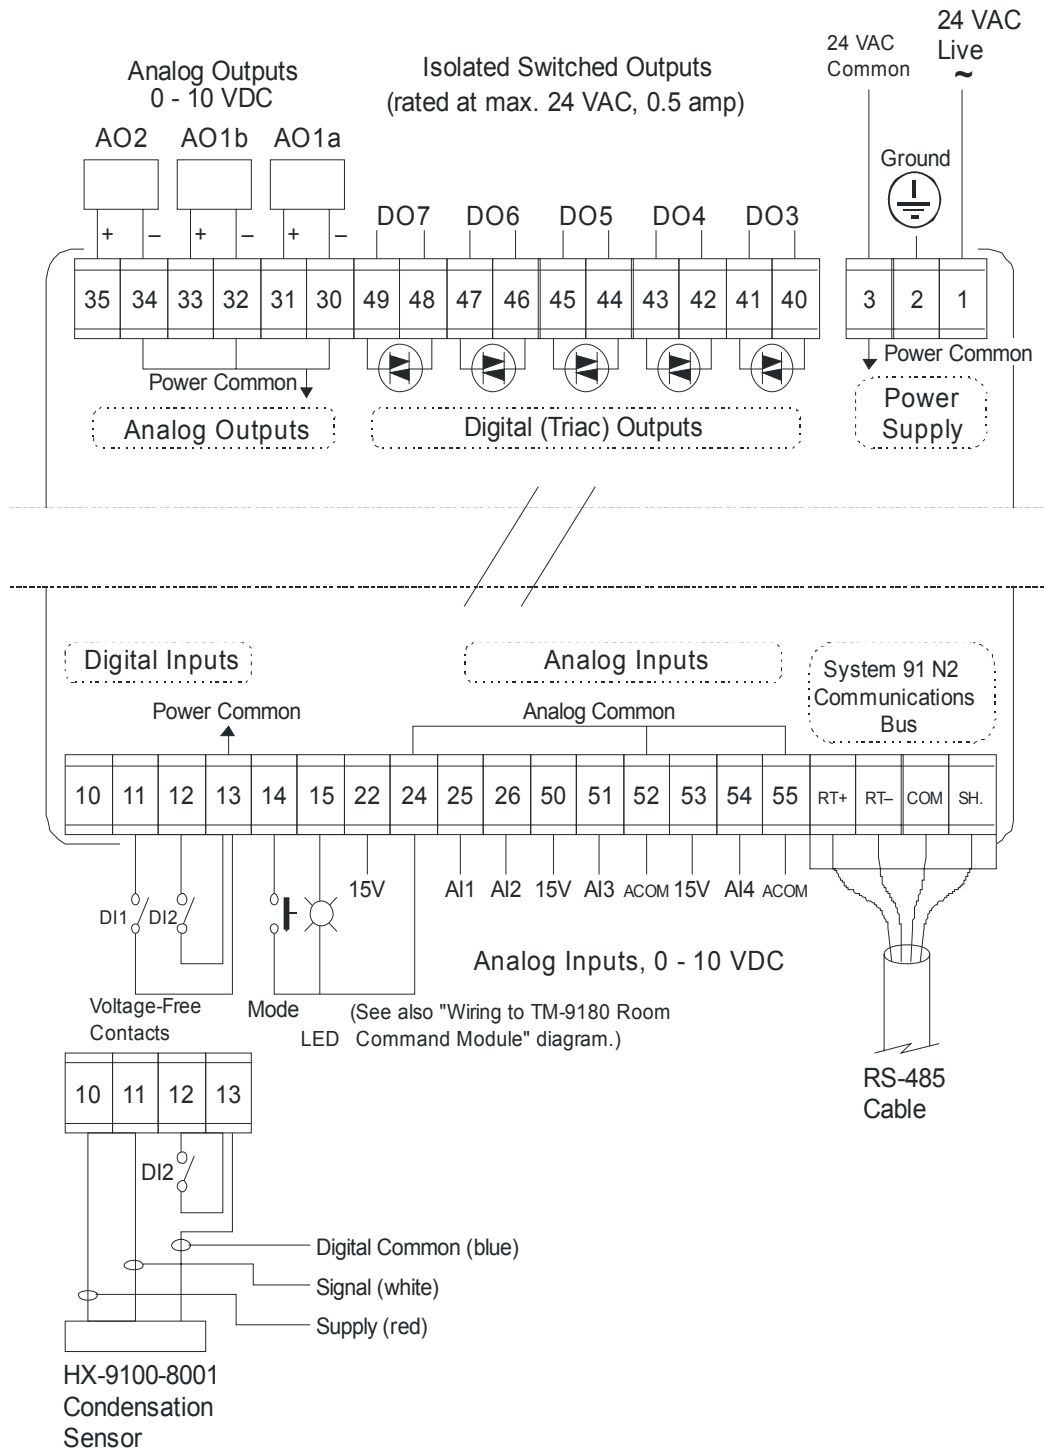 24 VAC
Live
~
24 VAC
Common
Analog Outputs
0 - 10 VDC
Isolated Switched Outputs
(rated at max. 24 VAC, 0.5 amp)
AO2 AO1b AO1a
Ground
DO7 DO6 DO5 DO4 DO3
+ – + – + –
35 34 33 32 31 30 49 48 47 46 45 44 43 42 41 40 3 2 1
Power Common
Power Common
Analog Outputs
Digital (Triac) Outputs
Power
Supply
Digital Inputs
Analog Inputs
System 91 N2
Communications
Bus
Power Common
Analog Common
10 11 12 13 14 15 22 24 25 26 50 51 52 53 54 55 RT+ RT– COM SH.
15V AI1 AI2 15V AI3 ACOM 15V AI4 ACOM
DI1 DI2
Analog Inputs, 0 - 10 VDC
Voltage-Free
Contacts
Mode
LED
(See also "Wiring to TM-9180 Room
Command Module" diagram.)
RS-485
Cable
10 11 12 13
DI2
Digital Common (blue)
Signal (white)
Supply (red)
HX-9100-8001
Condensation
Sensor